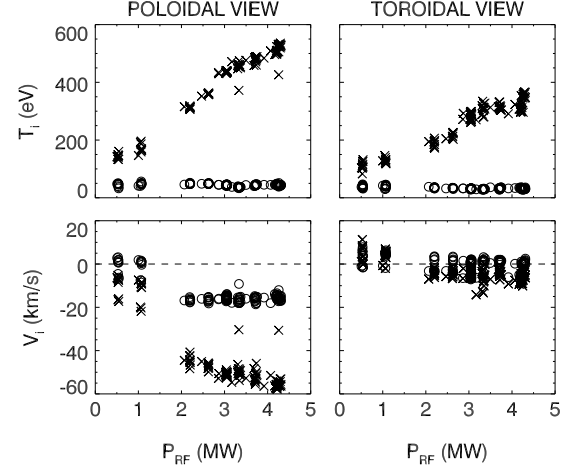 POLOIDAL VIEW TOROIDAL VIEW
600
400
200
0
T_i (eV)
20
0
-20
-40
-60
V_i (km/s)
0 1 2 3 4 5 0 1 2 3 4 5
P_RF (MW) P_RF (MW)